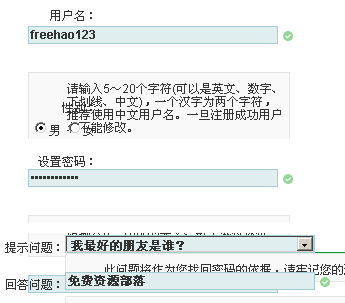 用户名：
freehao123
请输入5～20个字符(可以是英文、数字、
下划线、中文)，一个汉字为两个字符，
推荐使用中文用户名。一旦注册成功用户
不能修改。
男
设置密码：
************
提示问题：
我最好的朋友是谁？
此问题将作为您找回密码的依据，请牢记您的
回答问题：
免费资源部落